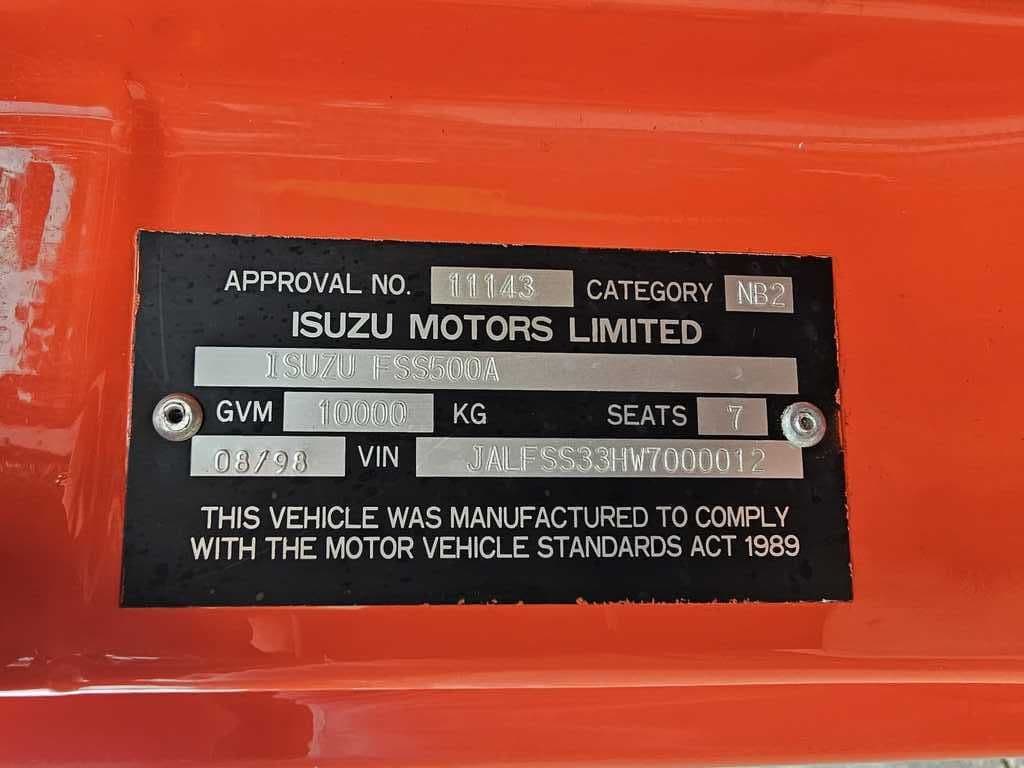 APPROVAL NO. 11143 CATEGORY NB2
ISUZU MOTORS LIMITED
ISUZU FSS500A
GVM 10000 KG SEATS 7
08/98 VIN JALFSS33HW7000012
THIS VEHICLE WAS MANUFACTURED TO COMPLY
WITH THE MOTOR VEHICLE STANDARDS ACT 1989